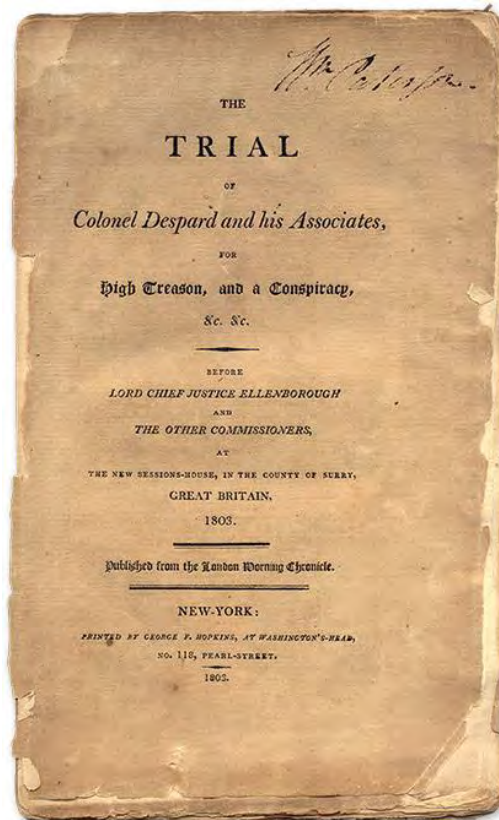 Wm. Paterson.
THE
TRIAL
OF
Colonel Despard and his Associates,
FOR
High Treason, and a Conspiracy,
&c. &c.
BEFORE
LORD CHIEF JUSTICE ELLENBOROUGH
AND
THE OTHER COMMISSIONERS,
AT
THE NEW SESSIONS-HOUSE, IN THE COUNTY OF SURRY,
GREAT BRITAIN.
1803.
Published from the London Morning Chronicle.
NEW-YORK:
PRINTED BY GEORGE F. HOPKINS, AT WASHINGTON'S-HEAD,
NO. 118, PEARL-STREET.
1803.